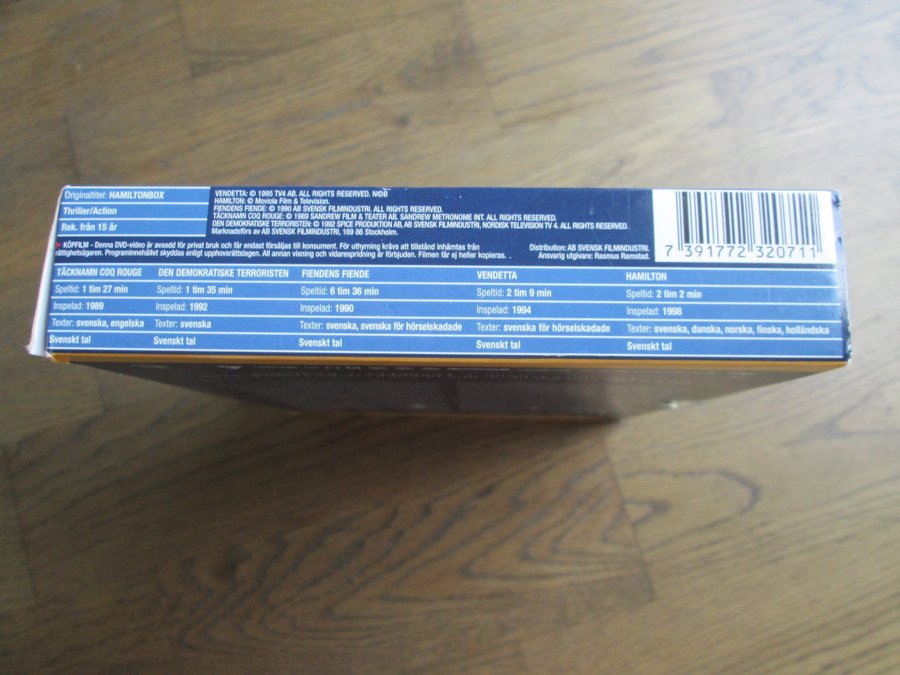 Originaltitel: HAMILTONBOX
Thriller/Action
Rek. från 15 år
VENDETTA: © 1995 TV4 AB. ALL RIGHTS RESERVED. N©B
HAMILTON: © Moviola Film & Television.
FIENDENS FIENDE: © 1990 AB SVENSK FILMINDUSTRI. ALL RIGHTS RESERVED.
TÄCKNAMN COQ ROUGE: © 1989 SANDREW FILM & TEATER AB. SANDREW METRONOME INT. ALL RIGHTS RESERVED.
DEN DEMOKRATISKE TERRORISTEN: © 1992 SPICE PRODUKTION AB, AB SVENSK FILMINDUSTRI, NORDISK TELEVISION TV 4. ALL RIGHTS RESERVED.
Marknadsförs av AB SVENSK FILMINDUSTRI, 169 86 Stockholm.
7 391772 320711
KÖPFILM - Denna DVD-video är avsedd för privat bruk och får endast försäljas till konsument. För uthyrning krävs att tillstånd inhämtas från
rättighetsägaren. Programinnehållet skyddas enligt upphovsrättslagen. All annan visning och vidarespridning är förbjuden. Filmen får ej heller kopieras.
Distribution: AB SVENSK FILMINDUSTRI.
Ansvarig utgivare: Rasmus Ramstad.
TÄCKNAMN COQ ROUGE DEN DEMOKRATISKE TERRORISTEN FIENDENS FIENDE VENDETTA HAMILTON
Speltid: 1 tim 27 min Speltid: 1 tim 35 min Speltid: 6 tim 36 min Speltid: 2 tim 9 min Speltid: 2 tim 2 min
Inspelad: 1989 Inspelad: 1992 Inspelad: 1990 Inspelad: 1994 Inspelad: 1998
Texter: svenska, engelska Texter: svenska Texter: svenska, svenska för hörselskadade Texter: svenska för hörselskadade Texter: svenska, danska, norska, finska, holländska
Svenskt tal Svenskt tal Svenskt tal Svenskt tal Svenskt tal